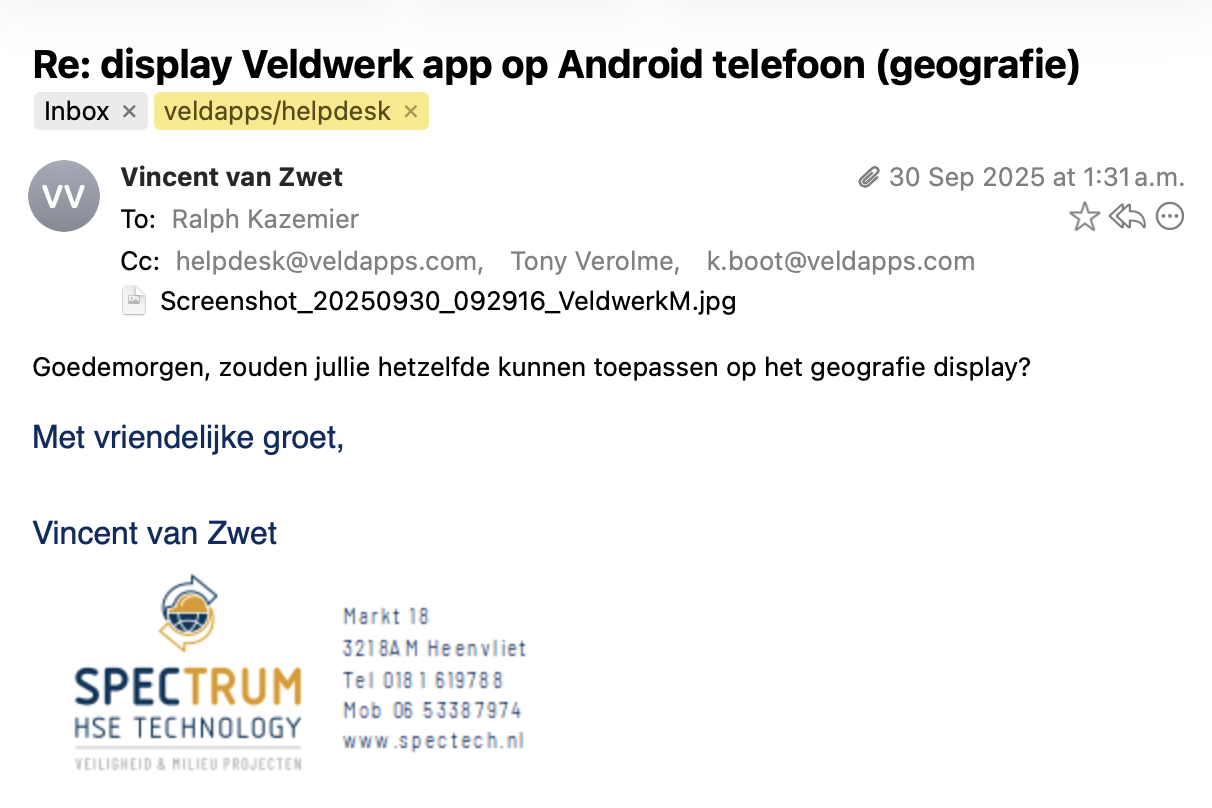 Re: display Veldwerk app op Android telefoon (geografie)
Inbox × veldapps/helpdesk ×
VV
Vincent van Zwet
30 Sep 2025 at 1:31 a.m.
To: Ralph Kazemier
Cc: helpdesk@veldapps.com, Tony Verolme, k.boot@veldapps.com
Screenshot_20250930_092916_VeldwerkM.jpg
Goedemorgen, zouden jullie hetzelfde kunnen toepassen op het geografie display?
Met vriendelijke groet,
Vincent van Zwet
SPECTRUM
HSE TECHNOLOGY
VEILIGHEID & MILIEU PROJECTEN
Markt 18
3218AM Heenvliet
Tel 0181 619788
Mob 06 53387974
www.spectech.nl